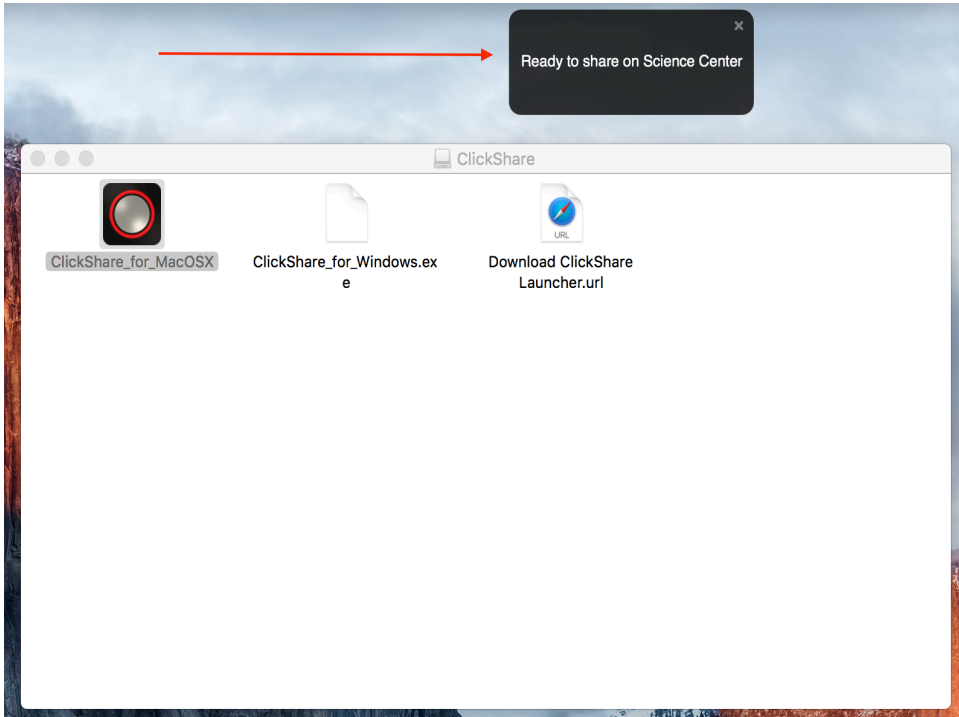 Ready to share on Science Center
ClickShare
ClickShare_for_MacOSX
ClickShare_for_Windows.ex
e
URL
Download ClickShare
Launcher.url